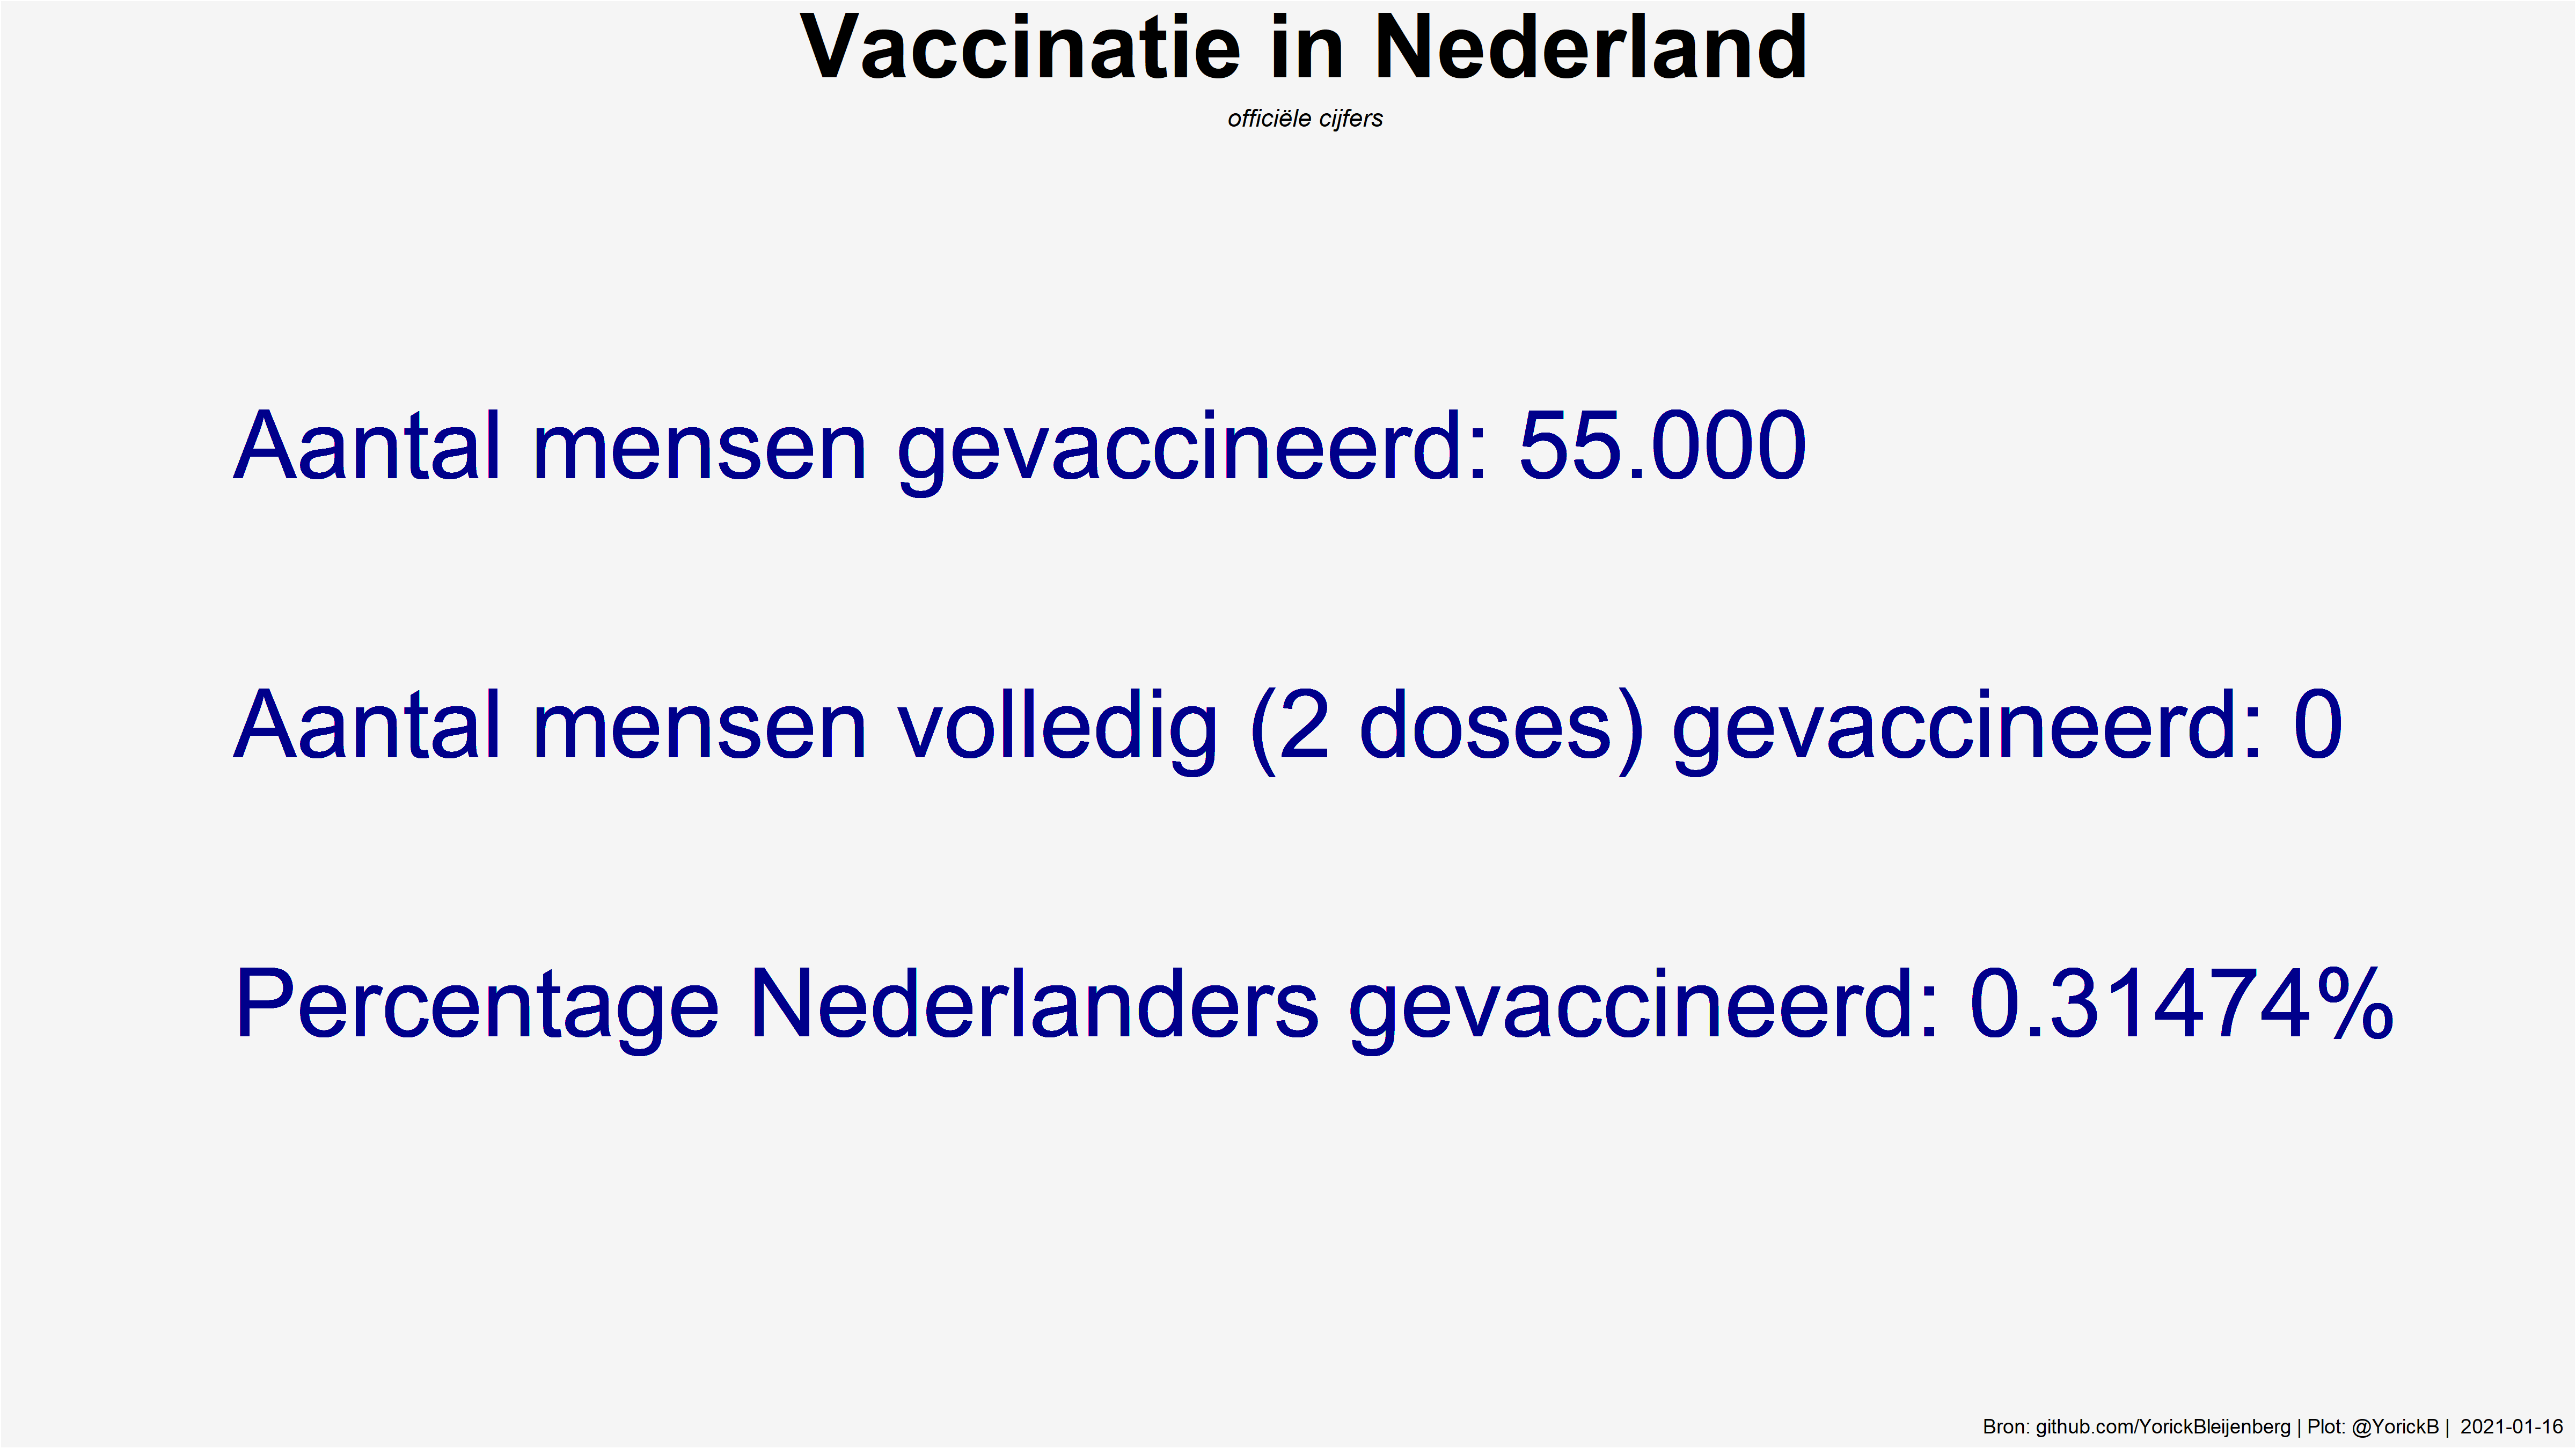 Vaccinatie in Nederland
officiële cijfers
Aantal mensen gevaccineerd: 55.000
Aantal mensen volledig (2 doses) gevaccineerd: 0
Percentage Nederlanders gevaccineerd: 0.31474%
Bron: github.com/YorickBleijenberg | Plot: @YorickB | 2021-01-16